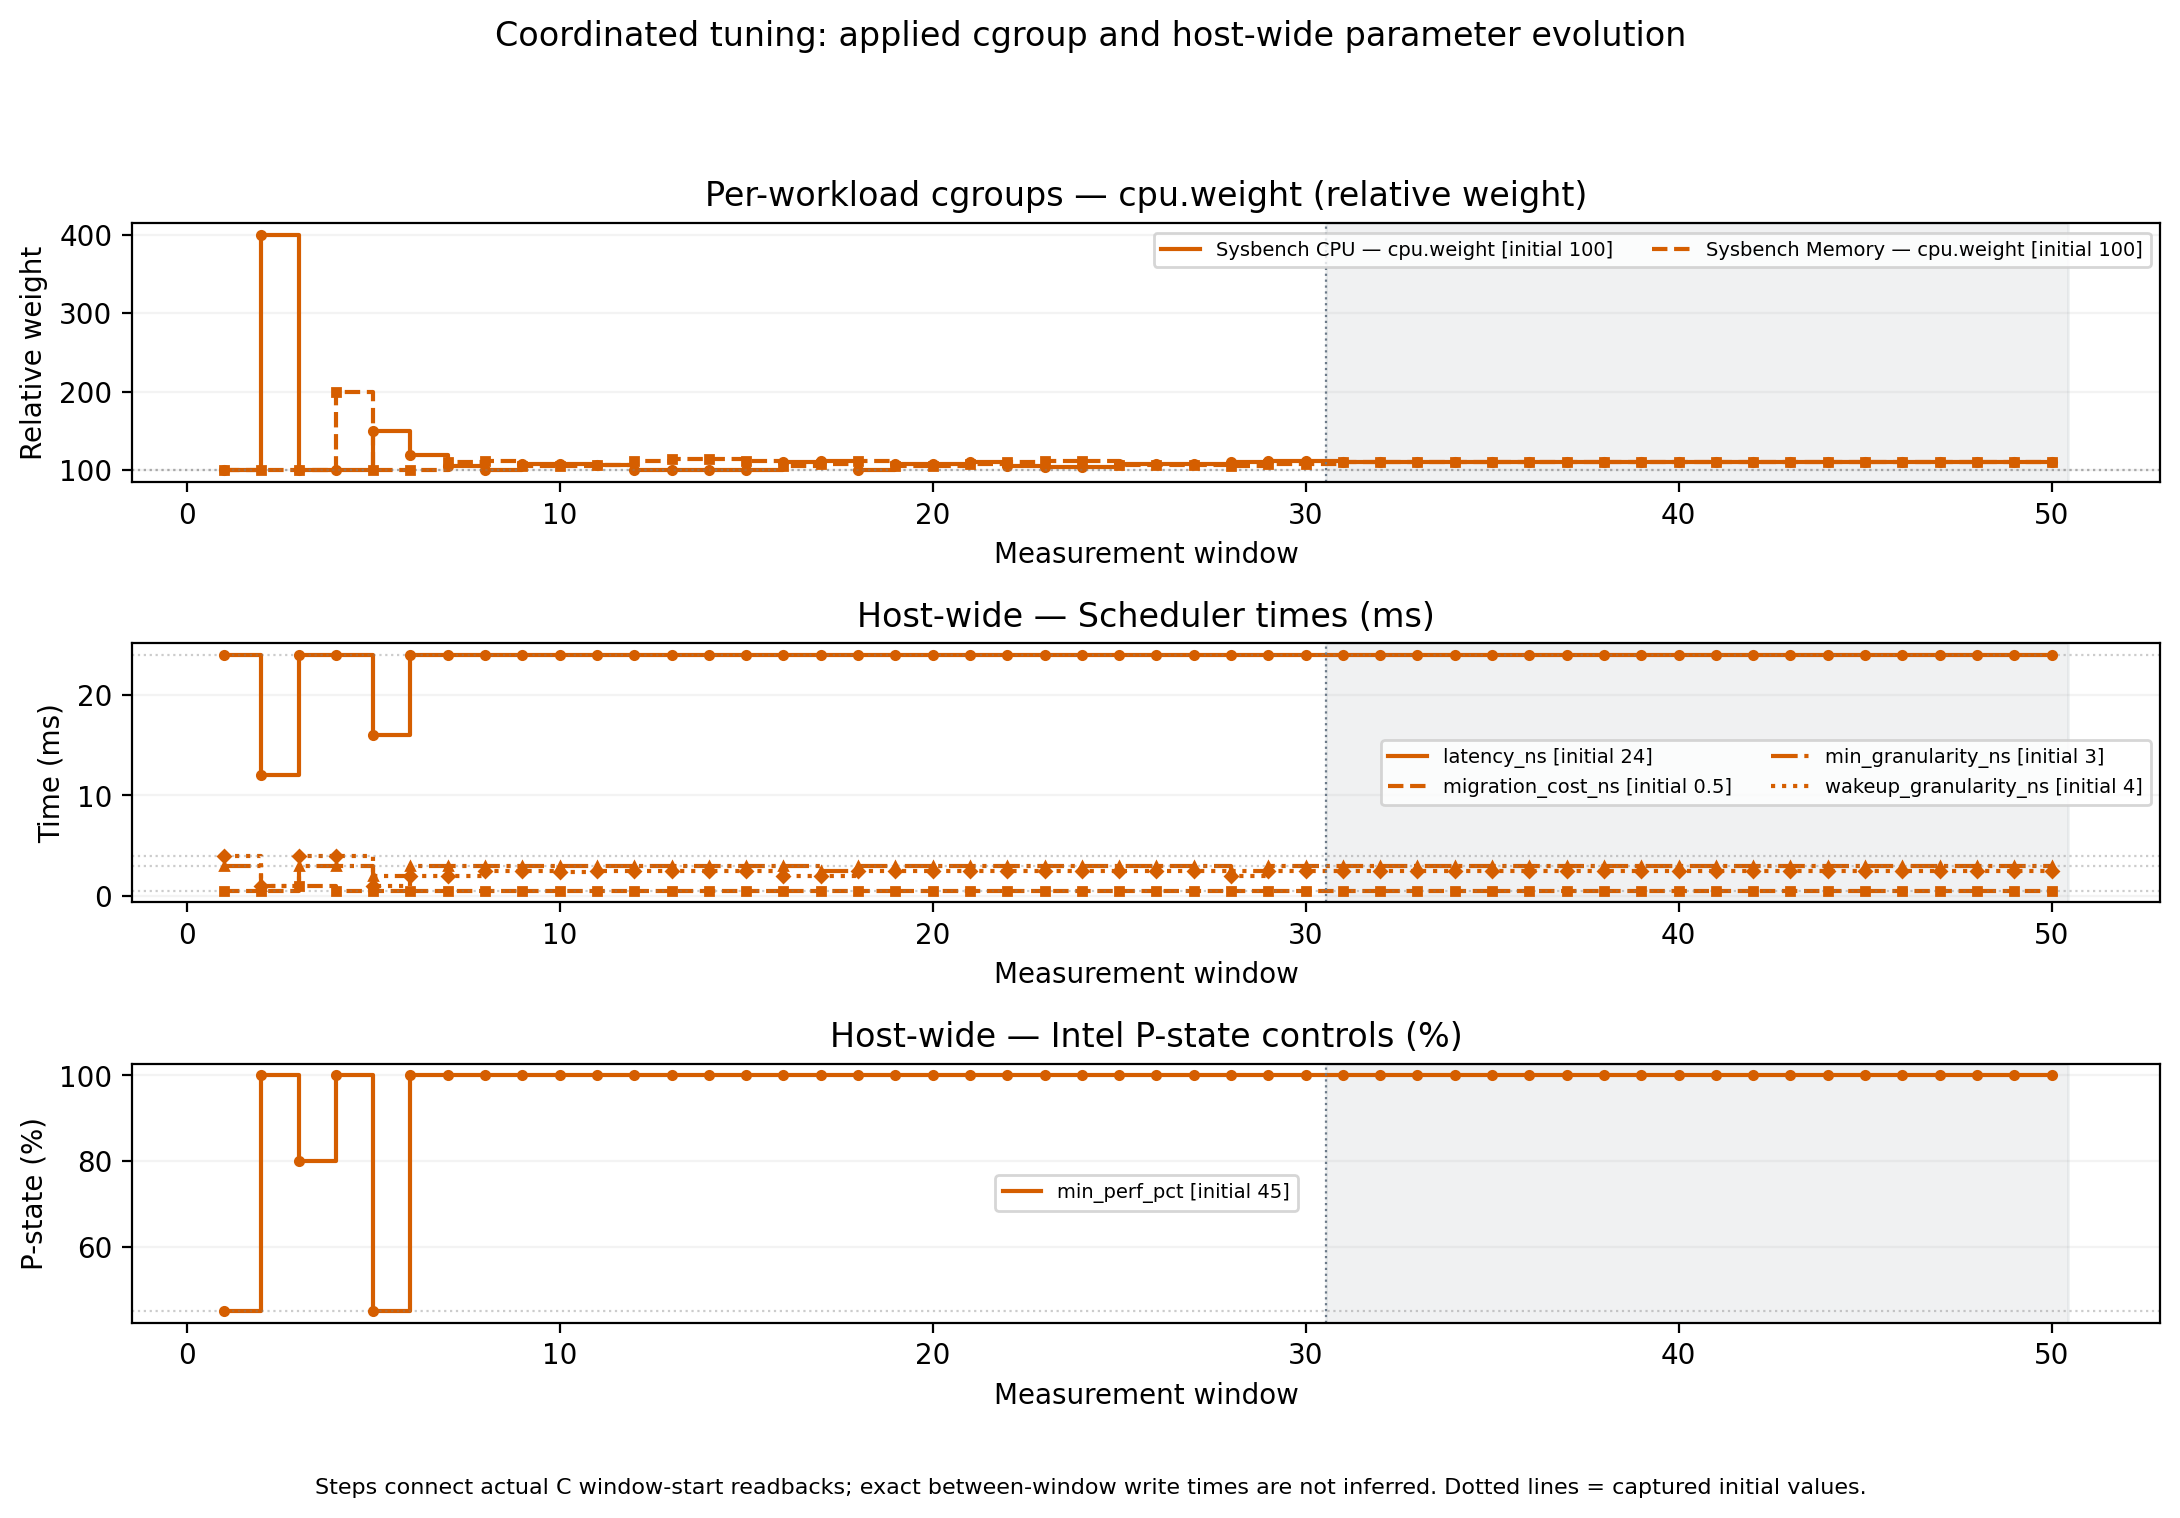 Coordinated tuning: applied cgroup and host-wide parameter evolution
Per-workload cgroups — cpu.weight (relative weight)
Relative weight
400
300
200
100
Sysbench CPU — cpu.weight [initial 100]
Sysbench Memory — cpu.weight [initial 100]
0 10 20 30 40 50
Measurement window
Host-wide — Scheduler times (ms)
Time (ms)
20
10
0
latency_ns [initial 24]
migration_cost_ns [initial 0.5]
min_granularity_ns [initial 3]
wakeup_granularity_ns [initial 4]
0 10 20 30 40 50
Measurement window
Host-wide — Intel P-state controls (%)
P-state (%)
100
80
60
min_perf_pct [initial 45]
0 10 20 30 40 50
Measurement window
Steps connect actual C window-start readbacks; exact between-window write times are not inferred. Dotted lines = captured initial values.